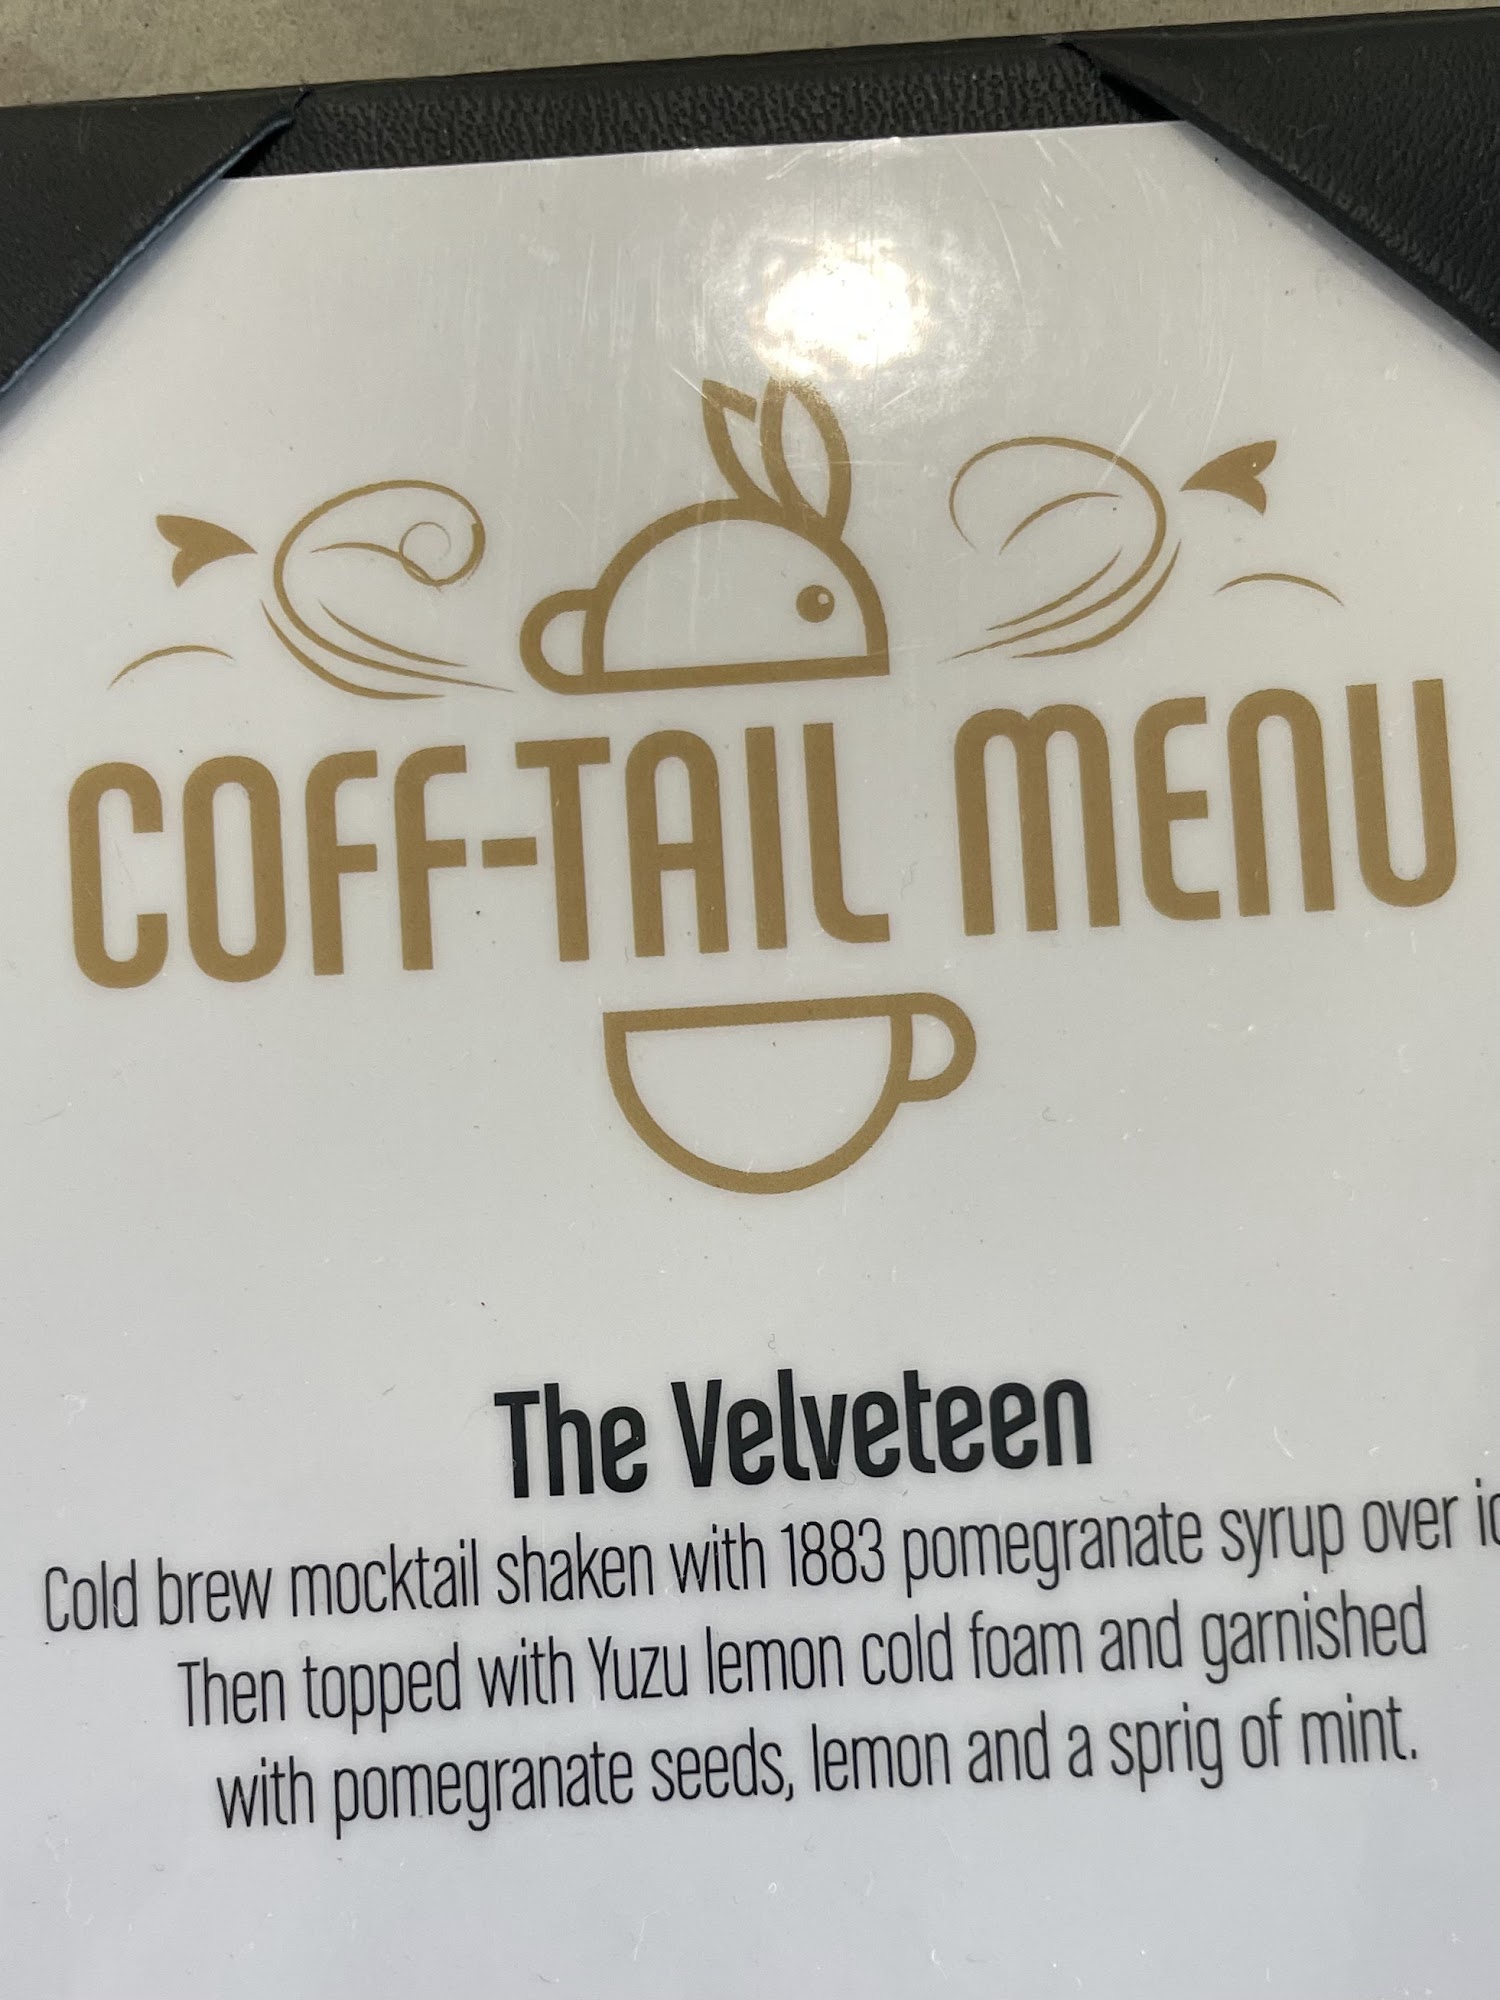 COFF-TAIL MENU
The Velveteen
Cold brew mocktail shaken with 1883 pomegranate syrup over
Then topped with Yuzu lemon cold foam and garnished
with pomegranate seeds, lemon and a sprig of mint.